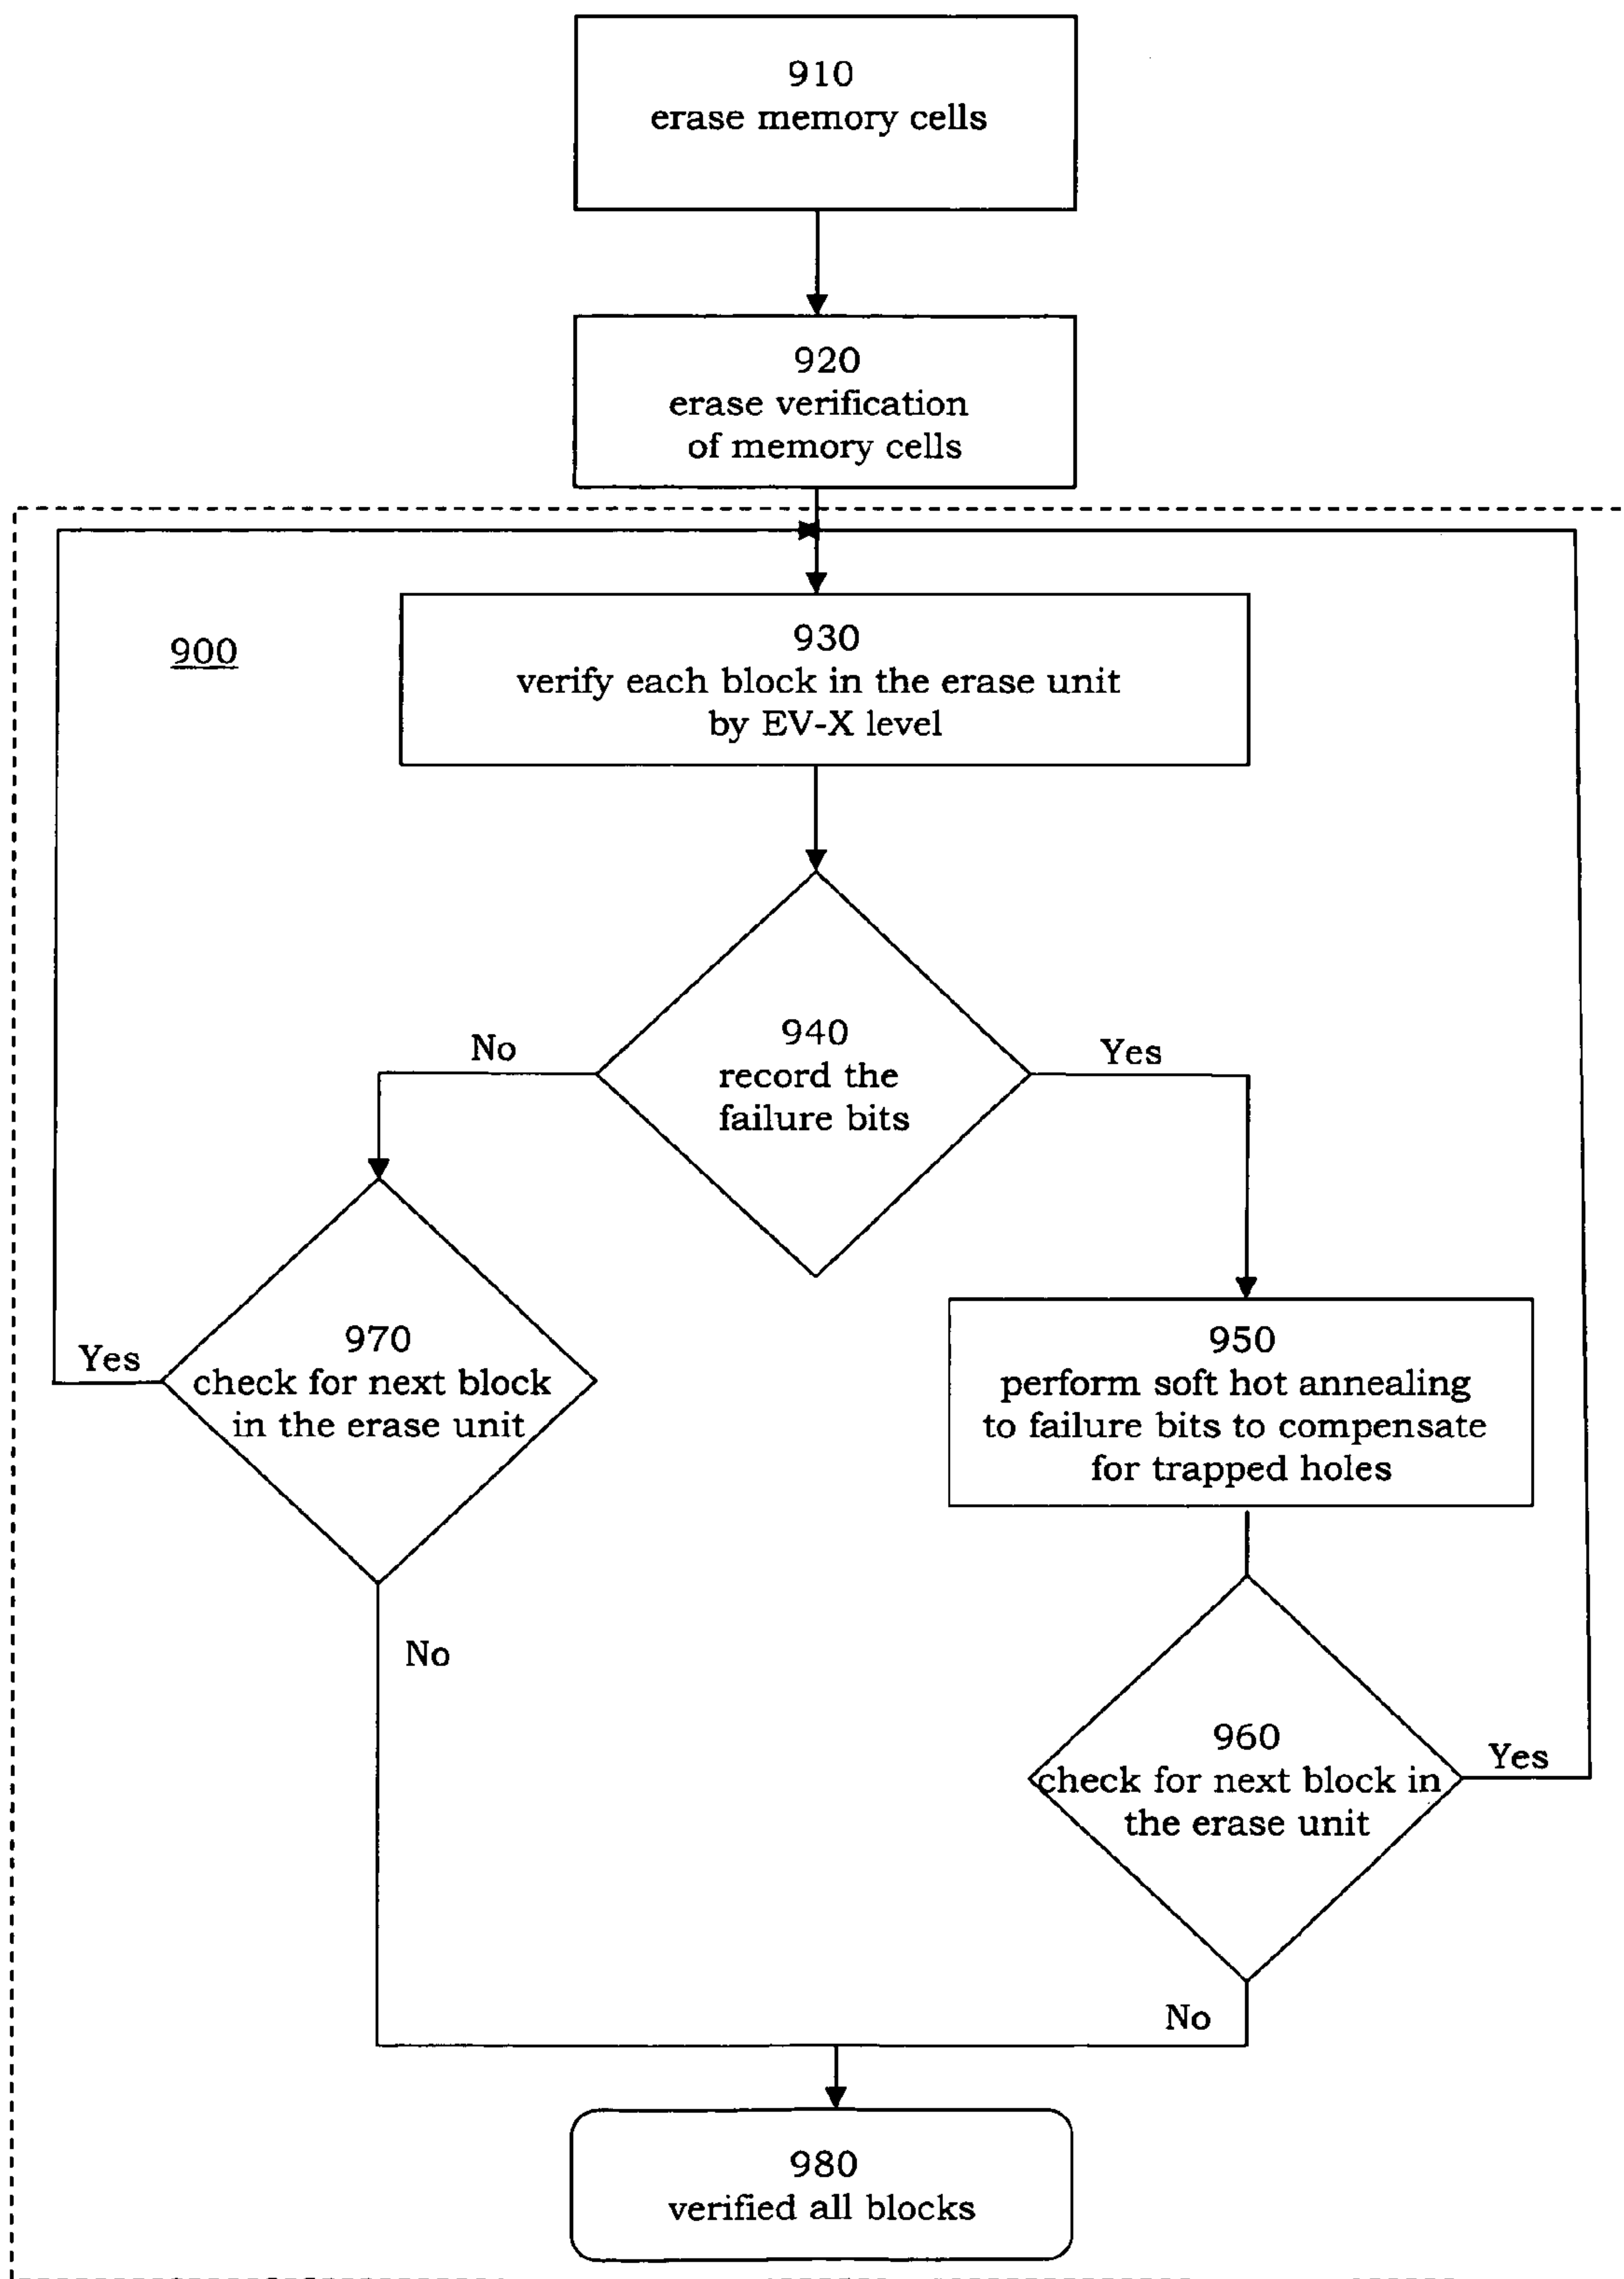 910
erase memory cells
920
erase verification
of memory cells
900
930
verify each block in the erase unit
by EV-X level
No
940
record the
failure bits
Yes
970
check for next block
in the erase unit
Yes
950
perform soft hot annealing
to failure bits to compensate
for trapped holes
No
960
check for next block in
the erase unit
Yes
No
980
verified all blocks